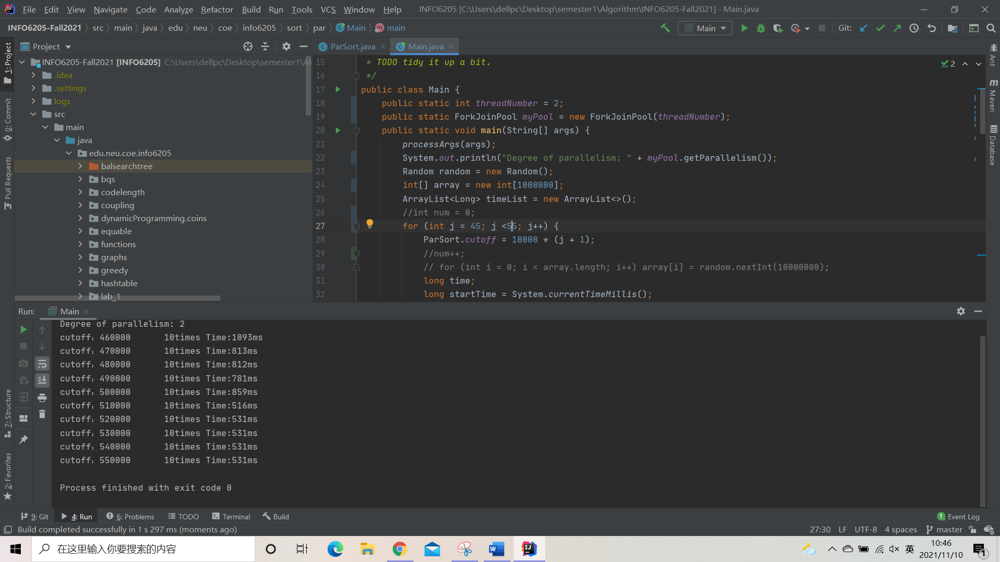 File Edit View Navigate Code Analyze Refactor Build Run Tools VCS Window Help INFO6205 [C:\Users\dellpc\Desktop\semester1\Algorithm\INFO6205-Fall2021] - Main.java
INFO6205-Fall2021 src main java edu neu coe info6205 sort par Main main
Main Git:
Project
ParSort.java Main.java
1: Project
0: Commit
Pull Requests
7: Structure
2: Favorites
INFO6205-Fall2021 [INFO6205] C:\Users\dellpc\Desktop\semester1\Al
.idea
.settings
logs
src
main
java
edu.neu.coe.info6205
balsearchtree
bqs
codelength
coupling
dynamicProgramming.coins
equable
functions
graphs
greedy
hashtable
lab_1
2
15 * TODO tidy it up a bit.
16 */
17 public class Main {
18 public static int threadNumber = 2;
19 public static ForkJoinPool myPool = new ForkJoinPool(threadNumber);
20 public static void main(String[] args) {
21 processArgs(args);
22 System.out.println("Degree of parallelism: " + myPool.getParallelism());
23 Random random = new Random();
24 int[] array = new int[1000000];
25 ArrayList<Long> timeList = new ArrayList<>();
26 //int num = 0;
27 for (int j = 45; j <55; j++) {
28 ParSort.cutoff = 10000 * (j + 1);
29 //num++;
30 // for (int i = 0; i < array.length; i++) array[i] = random.nextInt(10000000);
31 long time;
32 long startTime = System.currentTimeMillis();
Ant
Maven
Database
Run: Main
Degree of parallelism: 2
cutoff：460000 10times Time:1093ms
cutoff：470000 10times Time:813ms
cutoff：480000 10times Time:812ms
cutoff：490000 10times Time:781ms
cutoff：500000 10times Time:859ms
cutoff：510000 10times Time:516ms
cutoff：520000 10times Time:531ms
cutoff：530000 10times Time:531ms
cutoff：540000 10times Time:531ms
cutoff：550000 10times Time:531ms
Process finished with exit code 0
9: Git 4: Run 6: Problems TODO Terminal Build 1 Event Log
Build completed successfully in 1 s 297 ms (moments ago) 27:30 LF UTF-8 4 spaces master
在这里输入你要搜索的内容
英
10:46
2021/11/10
1